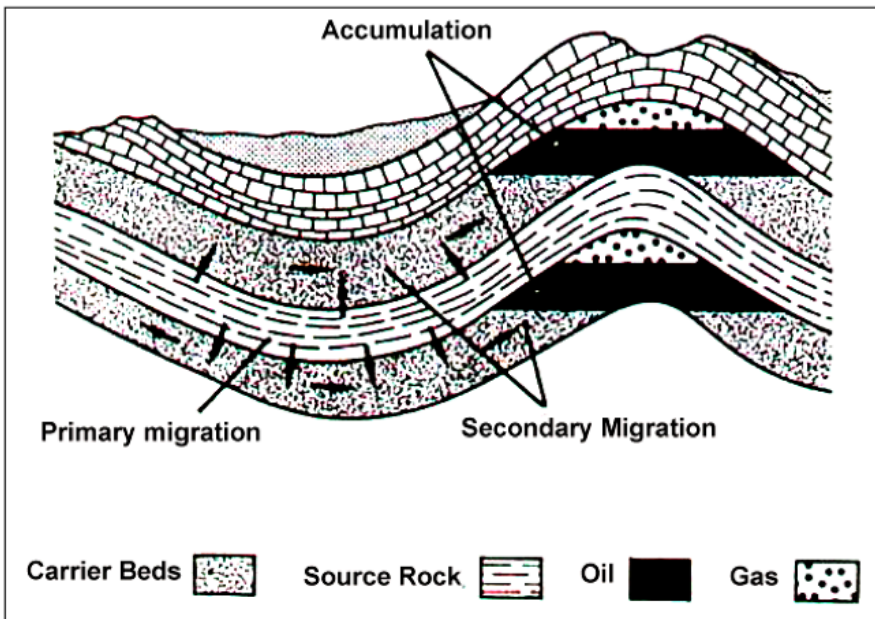 Accumulation
Primary migration
Secondary Migration
Carrier Beds
Source Rock
Oil
Gas